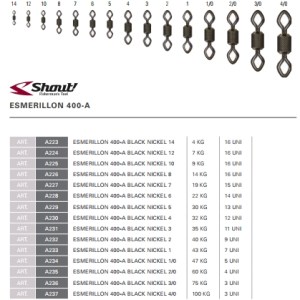 14 12 10 8 7 6 5 4 3 2 1 1/0 2/0 3/0 4/0
Shout!
Fisherman's Tool
ESMERILLON 400-A
ART. A223 ESMERILLON 400-A BLACK NICKEL 14 4 KG 16 UNI
ART. A224 ESMERILLON 400-A BLACK NICKEL 12 7 KG 16 UNI
ART. A225 ESMERILLON 400-A BLACK NICKEL 10 9 KG 16 UNI
ART. A226 ESMERILLON 400-A BLACK NICKEL 8 14 KG 16 UNI
ART. A227 ESMERILLON 400-A BLACK NICKEL 7 18 KG 15 UNI
ART. A228 ESMERILLON 400-A BLACK NICKEL 6 22 KG 14 UNI
ART. A229 ESMERILLON 400-A BLACK NICKEL 5 30 KG 13 UNI
ART. A230 ESMERILLON 400-A BLACK NICKEL 4 32 KG 12 UNI
ART. A231 ESMERILLON 400-A BLACK NICKEL 3 35 KG 11 UNI
ART. A232 ESMERILLON 400-A BLACK NICKEL 2 40 KG 9 UNI
ART. A233 ESMERILLON 400-A BLACK NICKEL 1 43 KG 7 UNI
ART. A234 ESMERILLON 400-A BLACK NICKEL 1/0 47 KG 5 UNI
ART. A235 ESMERILLON 400-A BLACK NICKEL 2/0 60 KG 4 UNI
ART. A236 ESMERILLON 400-A BLACK NICKEL 3/0 75 KG 3 UNI
ART. A237 ESMERILLON 400-A BLACK NICKEL 4/0 100 KG 3 UNI